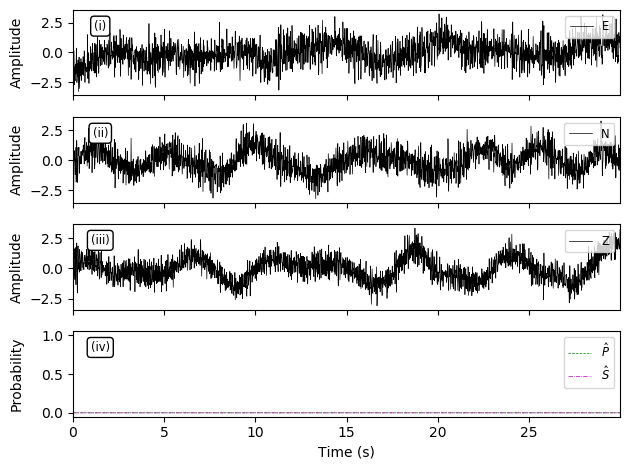 Amplitude
2.5
0.0
−2.5
(i)
E
Amplitude
2.5
0.0
−2.5
(ii)
N
Amplitude
2.5
0.0
−2.5
(iii)
Z
Probability
1.0
0.5
0.0
(iv)
P̂
Ŝ
0 5 10 15 20 25
Time (s)